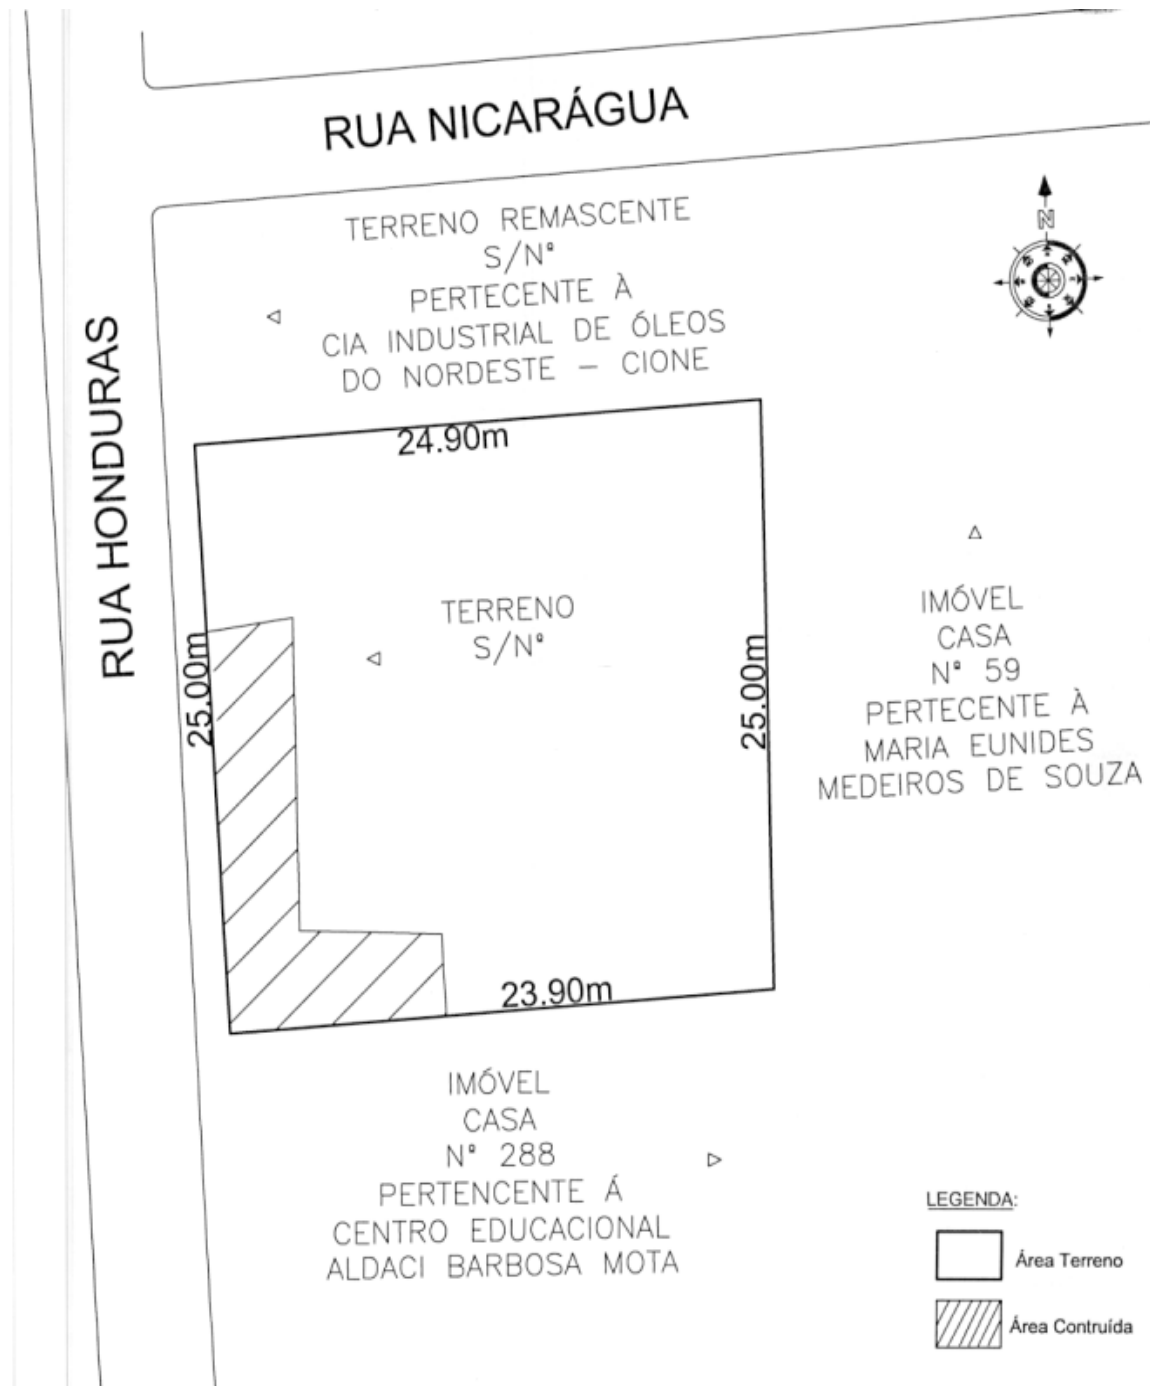 RUA NICARÁGUA
TERRENO REMASCENTE
S/Nº
PERTECENTE À
CIA INDUSTRIAL DE ÓLEOS
DO NORDESTE – CIONE
N
RUA HONDURAS
24.90m
TERRENO
S/Nº
25.00m
25.00m
IMÓVEL
CASA
Nº 59
PERTECENTE À
MARIA EUNIDES
MEDEIROS DE SOUZA
23.90m
IMÓVEL
CASA
Nº 288
PERTENCENTE Á
CENTRO EDUCACIONAL
ALDACI BARBOSA MOTA
LEGENDA:
Área Terreno
Área Contruída